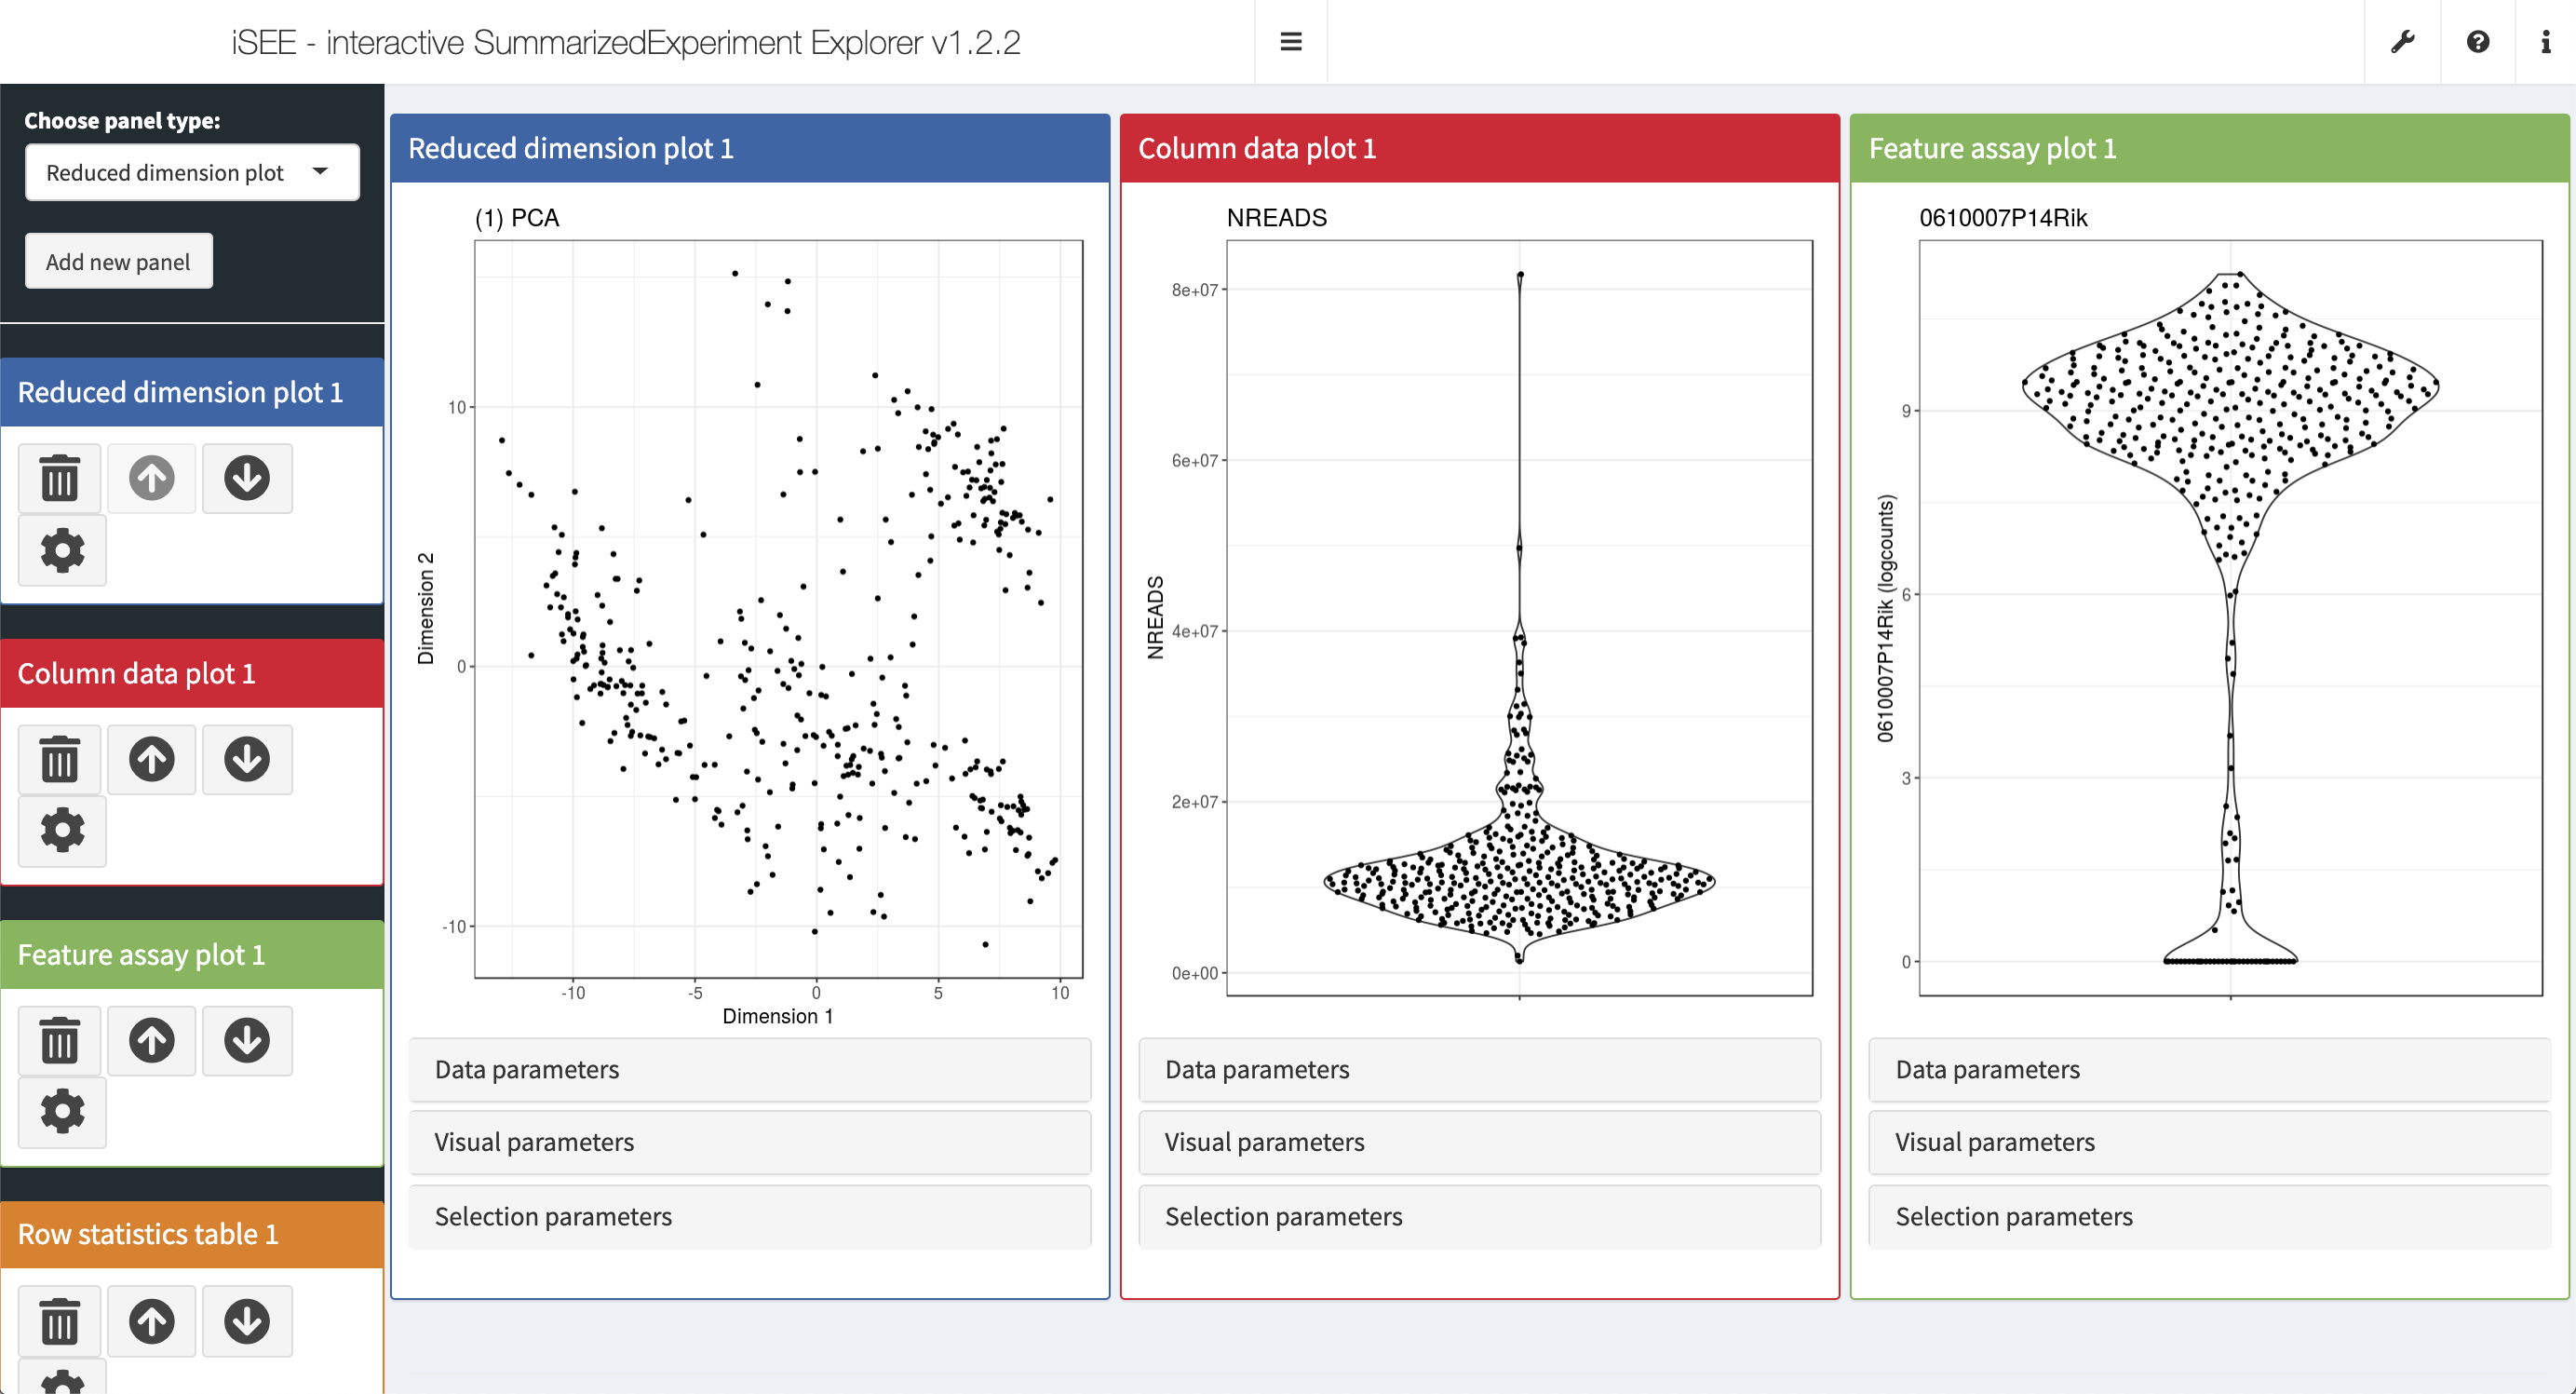 iSEE - interactive SummarizedExperiment Explorer v1.2.2
Choose panel type:
Reduced dimension plot
Add new panel
Reduced dimension plot 1
Column data plot 1
Feature assay plot 1
Row statistics table 1
Reduced dimension plot 1
(1) PCA
Dimension 2
10
0
-10
-10 -5 0 5 10
Dimension 1
Data parameters
Visual parameters
Selection parameters
Column data plot 1
NREADS
NREADS
8e+07
6e+07
4e+07
2e+07
0e+00
Data parameters
Visual parameters
Selection parameters
Feature assay plot 1
0610007P14Rik
0610007P14Rik (logcounts)
9
6
3
0
Data parameters
Visual parameters
Selection parameters